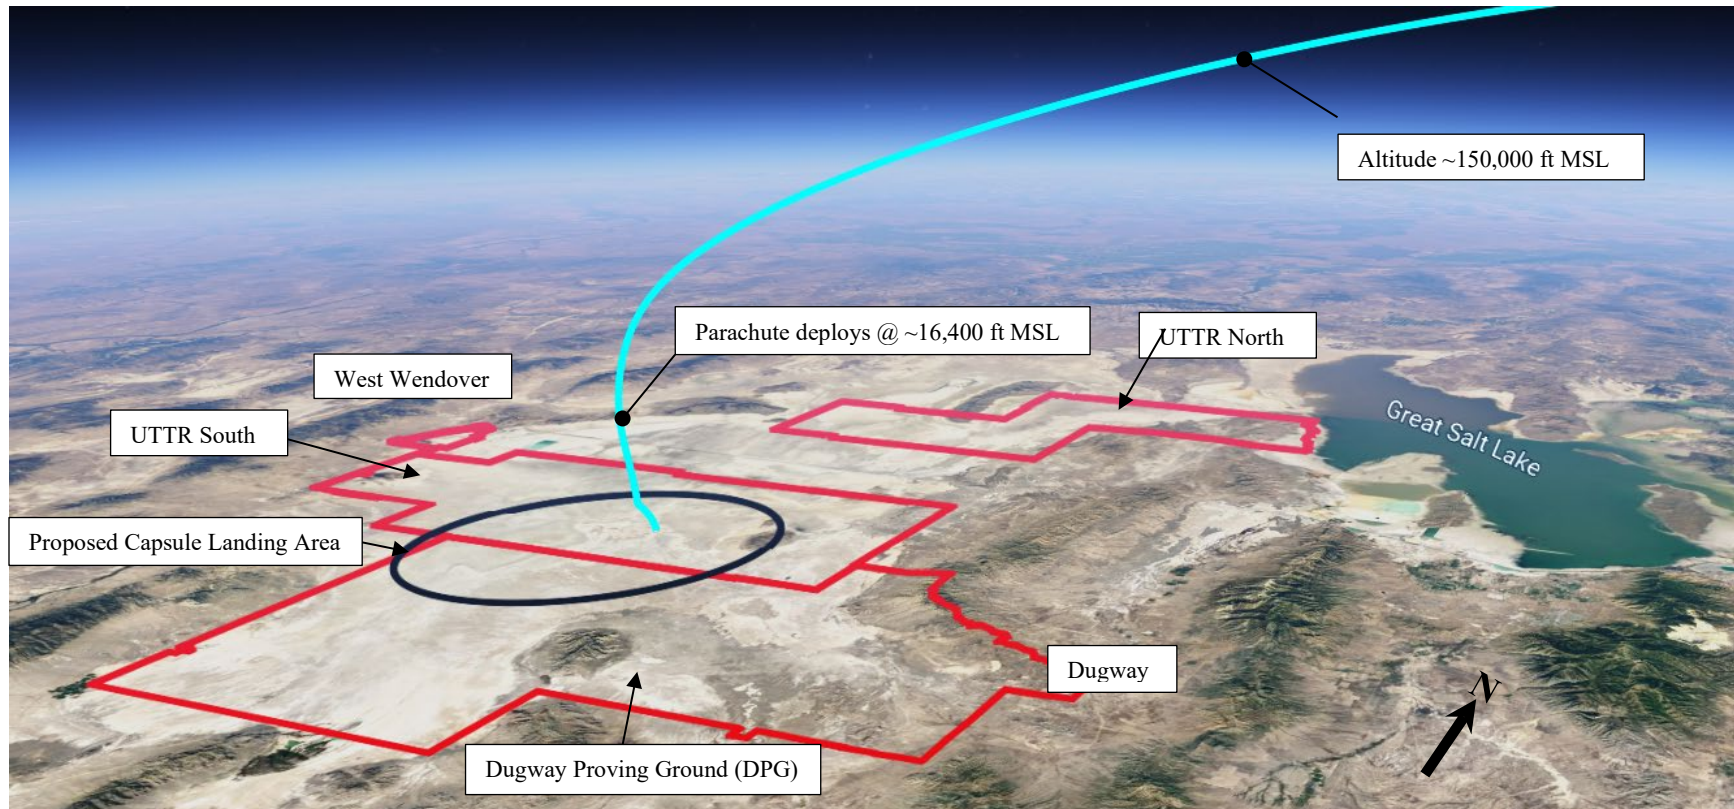 Altitude ~150,000 ft MSL
Parachute deploys @ ~16,400 ft MSL
UTTR North
West Wendover
Great Salt Lake
UTTR South
Proposed Capsule Landing Area
Dugway
N
Dugway Proving Ground (DPG)